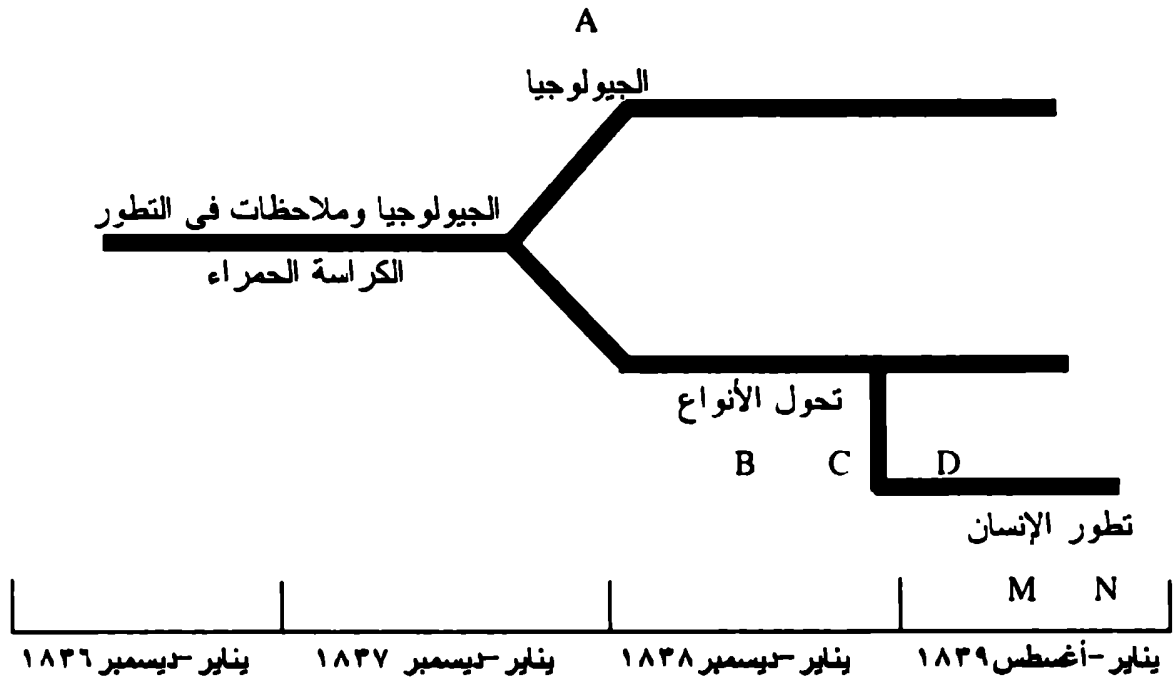 A
الجيولوجيا
الجيولوجيا وملاحظات فى التطور
الكراسة الحمراء
تحول الأنواع
B C D
تطور الإنسان
M N
يناير-ديسمبر ١٨٣٦ يناير-ديسمبر ١٨٣٧ يناير-ديسمبر ١٨٣٨ يناير-أغسطس ١٨٣٩